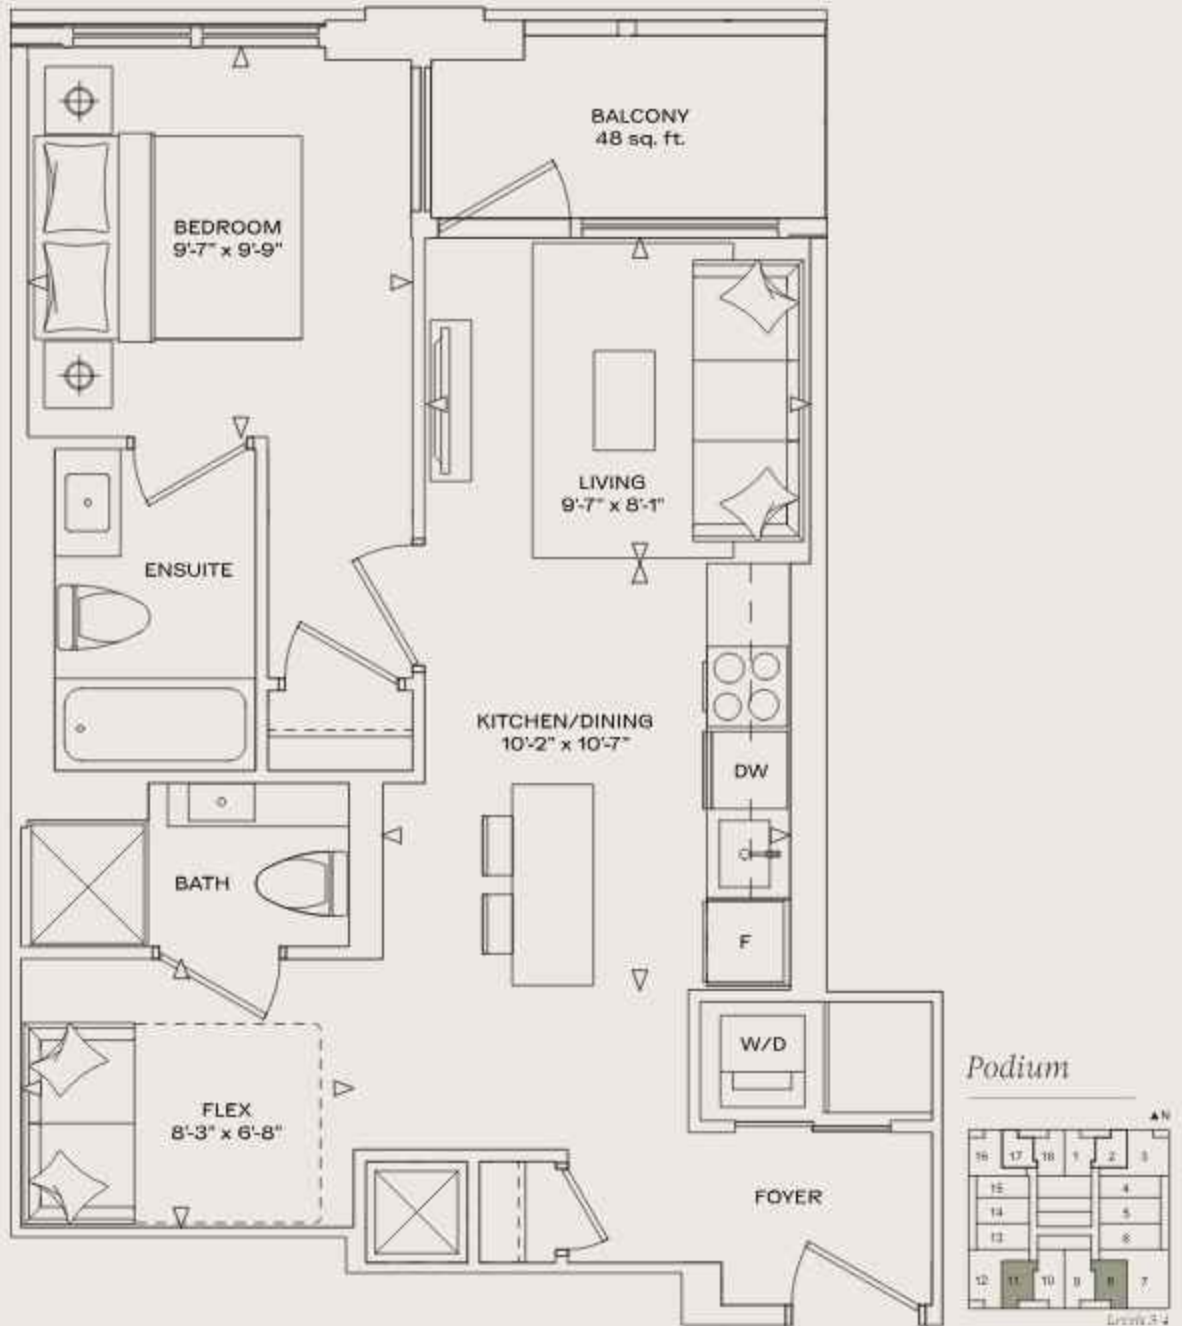 BALCONY
48 sq. ft.
BEDROOM
9'-7" x 9'-9"
LIVING
9'-7" x 8'-1"
ENSUITE
KITCHEN/DINING
10'-2" x 10'-7"
DW
BATH
F
W/D
FLEX
8'-3" x 6'-8"
FOYER
Podium
▲N
16 17 18 1 2 3
15 4
14 5
13 6
12 11 10 9 8 7